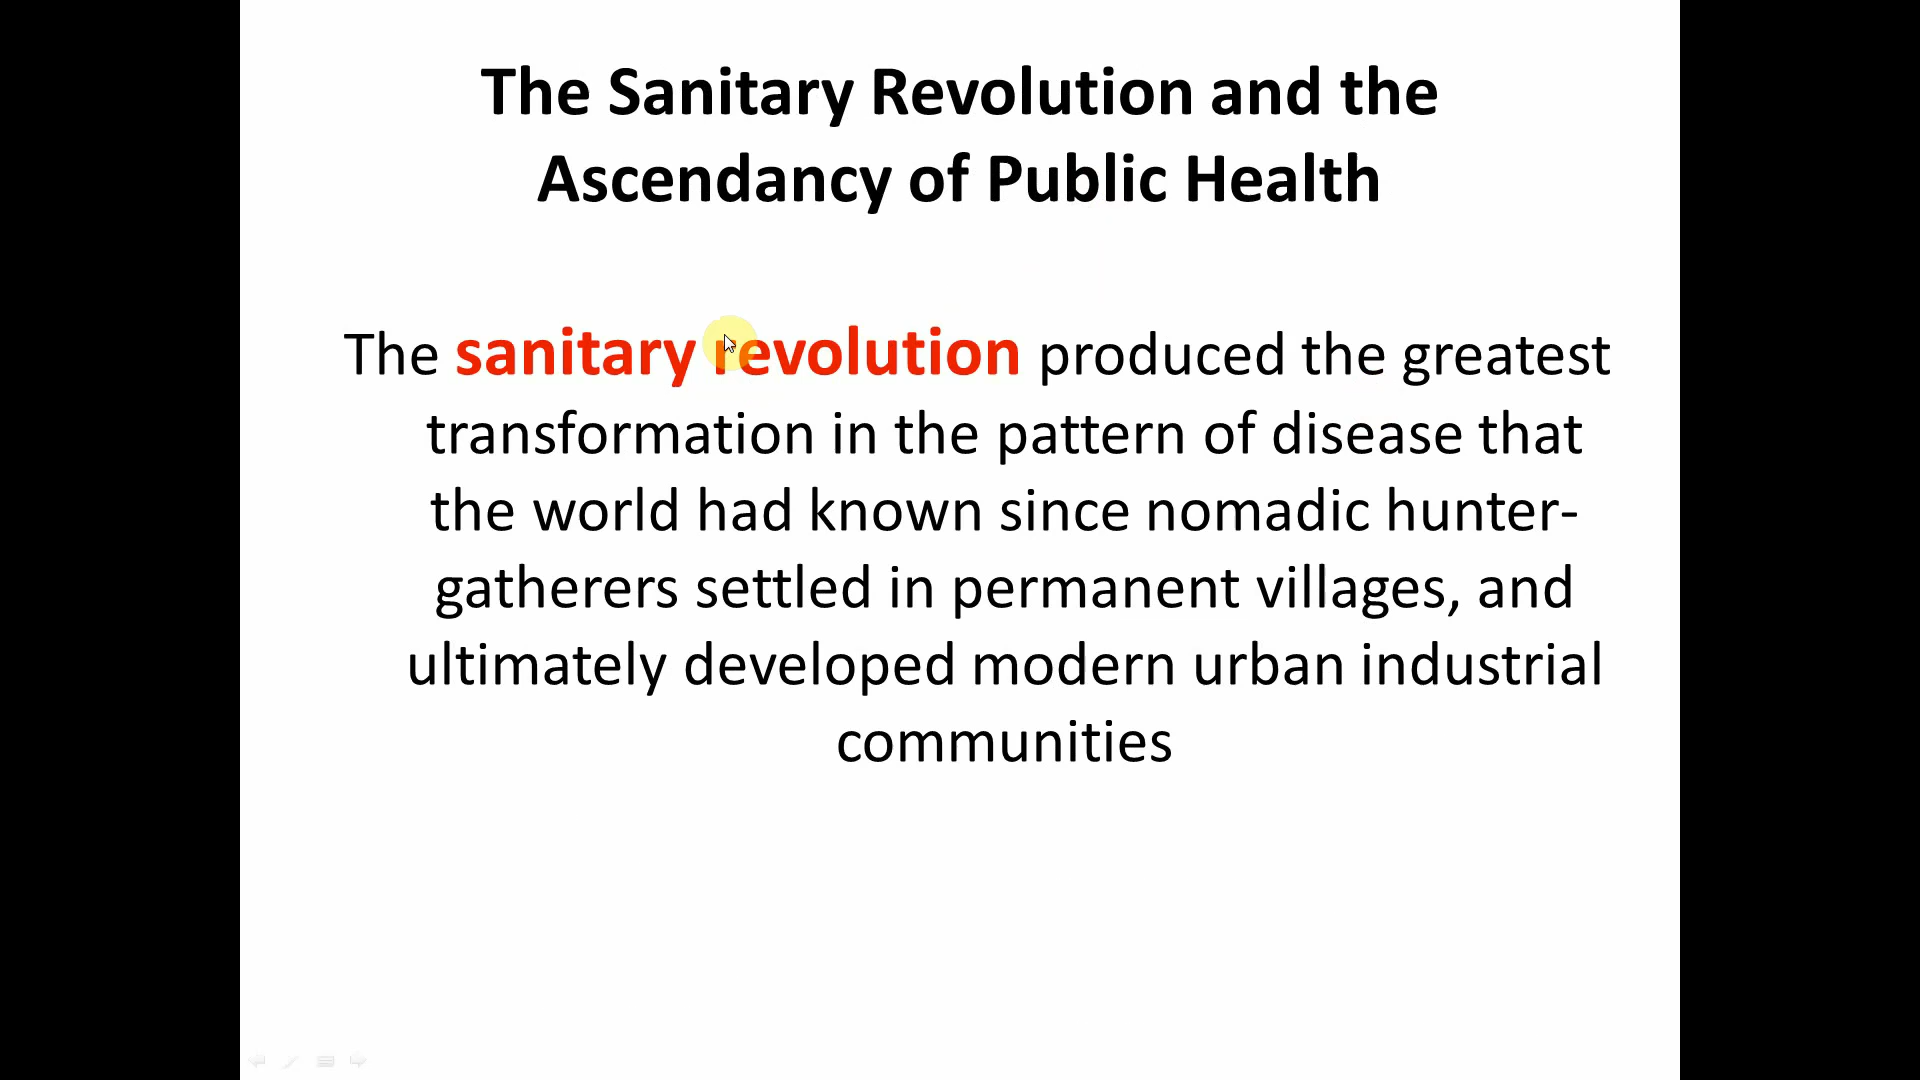 The Sanitary Revolution and the
Ascendancy of Public Health
The sanitary revolution produced the greatest
transformation in the pattern of disease that
the world had known since nomadic hunter-
gatherers settled in permanent villages, and
ultimately developed modern urban industrial
communities